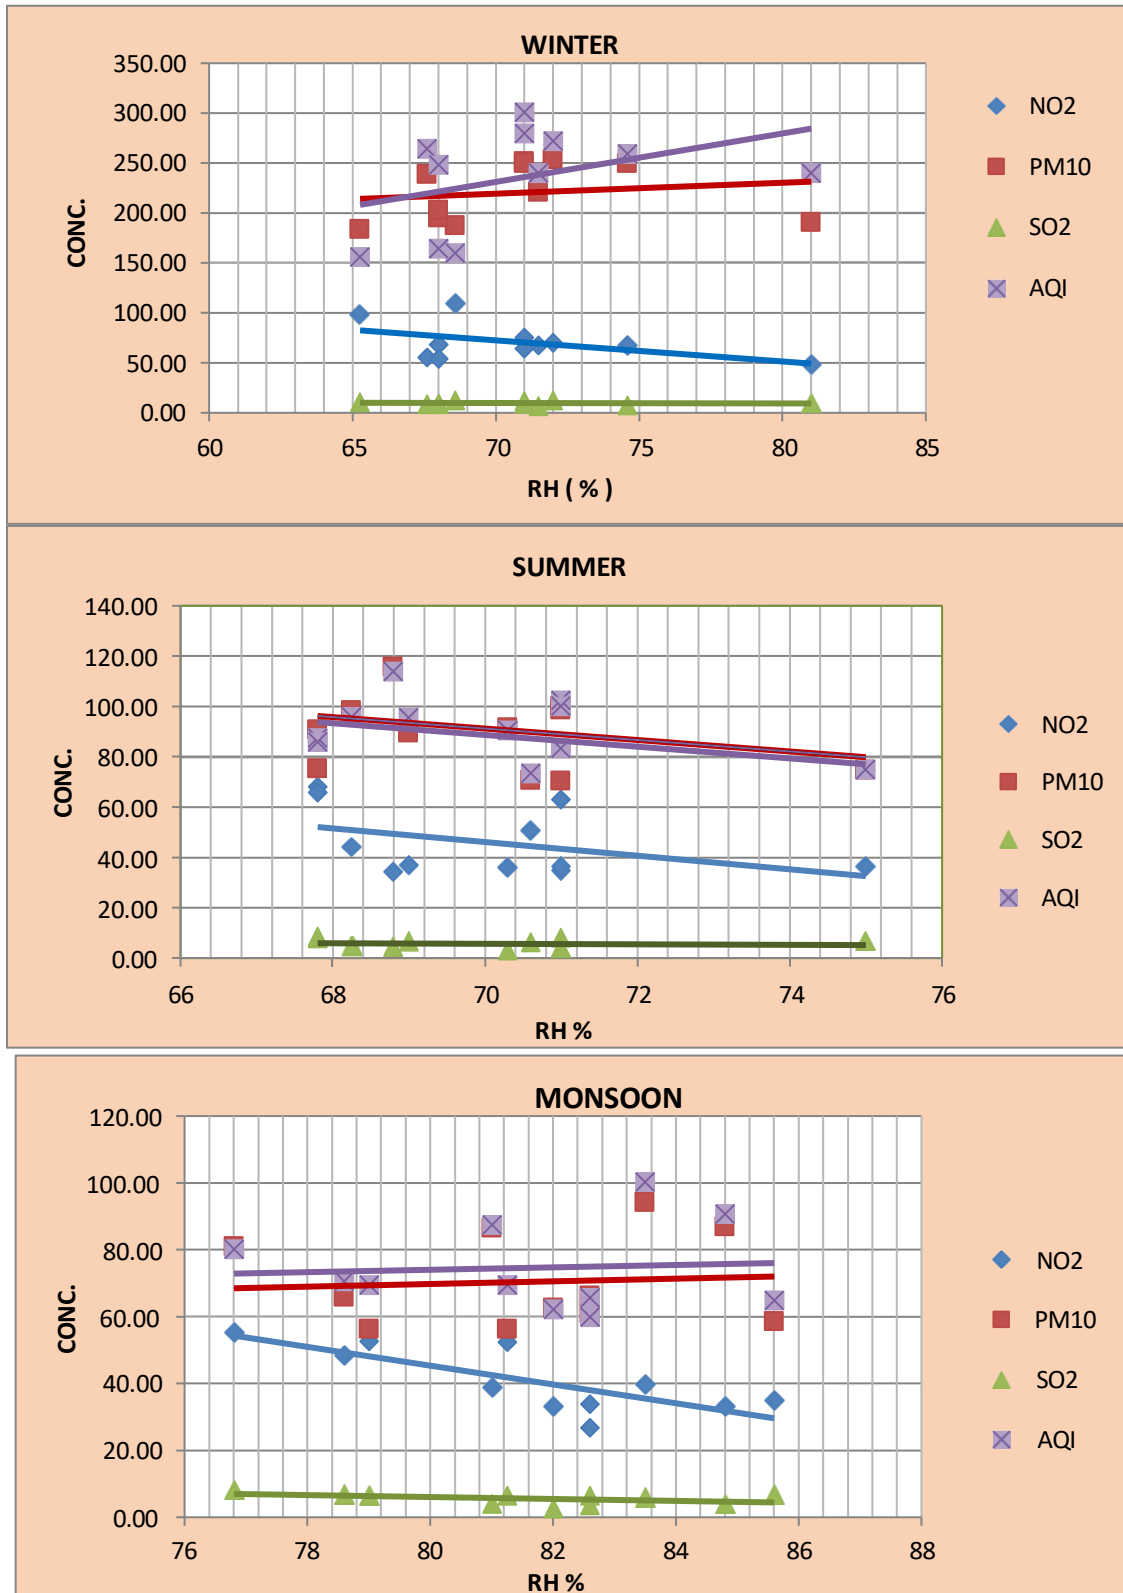 WINTER
350.00
300.00
250.00
200.00
150.00
100.00
50.00
0.00
CONC.
60 65 70 75 80 85
RH ( % )
NO2
PM10
SO2
AQI
SUMMER
140.00
120.00
100.00
80.00
60.00
40.00
20.00
0.00
CONC.
66 68 70 72 74 76
RH %
NO2
PM10
SO2
AQI
MONSOON
120.00
100.00
80.00
60.00
40.00
20.00
0.00
CONC.
76 78 80 82 84 86 88
RH %
NO2
PM10
SO2
AQI